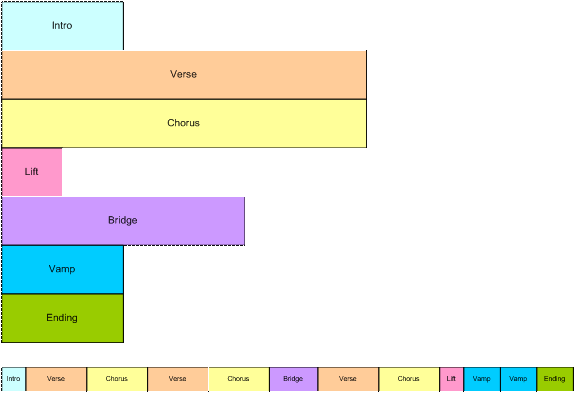 Intro
Verse
Chorus
Lift
Bridge
Vamp
Ending
Intro Verse Chorus Verse Chorus Bridge Verse Chorus Lift Vamp Vamp Ending